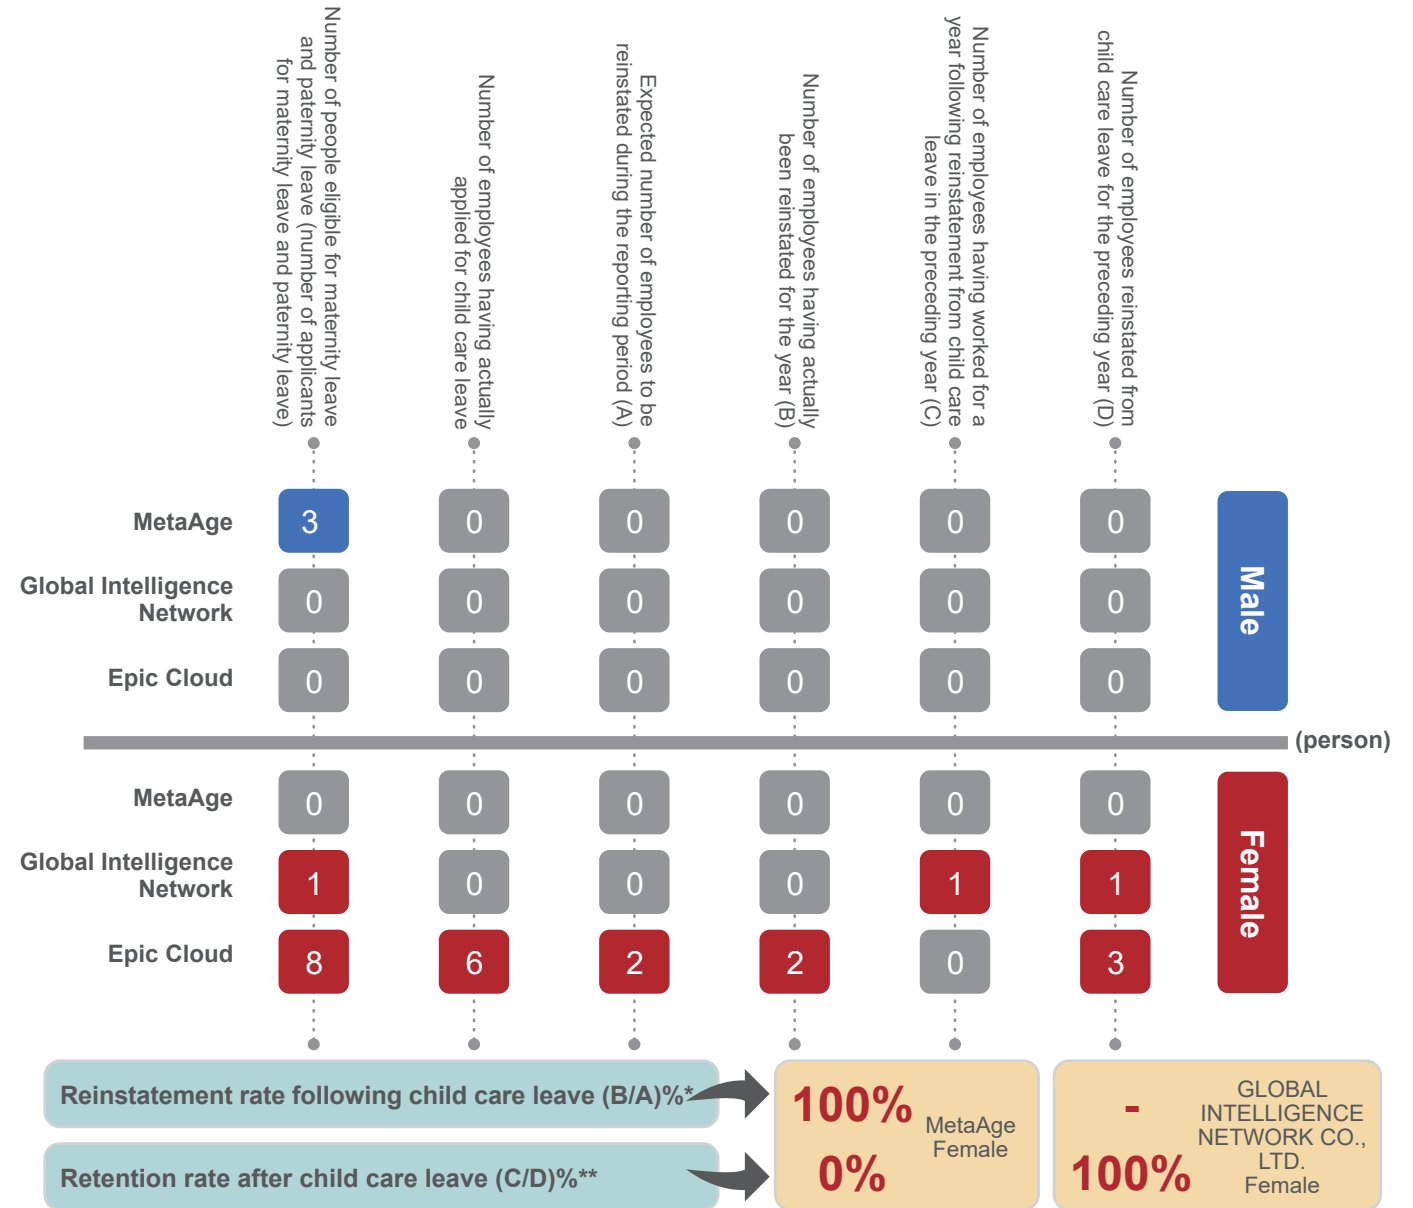 Number of people eligible for maternity leave
and paternity leave (number of applicants
for maternity leave and paternity leave)
Number of employees having actually
applied for child care leave
Expected number of employees to be
reinstated during the reporting period (A)
Number of employees having actually
been reinstated for the year (B)
Number of employees having worked for a
year following reinstatement from child care
leave in the preceding year (C)
Number of employees reinstated from
child care leave for the preceding year (D)
MetaAge 3 0 0 0 0 0
Global Intelligence
Network 0 0 0 0 0 0
Epic Cloud 0 0 0 0 0 0
Male
(person)
MetaAge 0 0 0 0 0 0
Global Intelligence
Network 1 0 0 0 1 1
Epic Cloud 8 6 2 2 0 3
Female
Reinstatement rate following child care leave (B/A)%*
Retention rate after child care leave (C/D)%**
100%
0%
MetaAge
Female
-
100%
GLOBAL
INTELLIGENCE
NETWORK CO.,
LTD.
Female